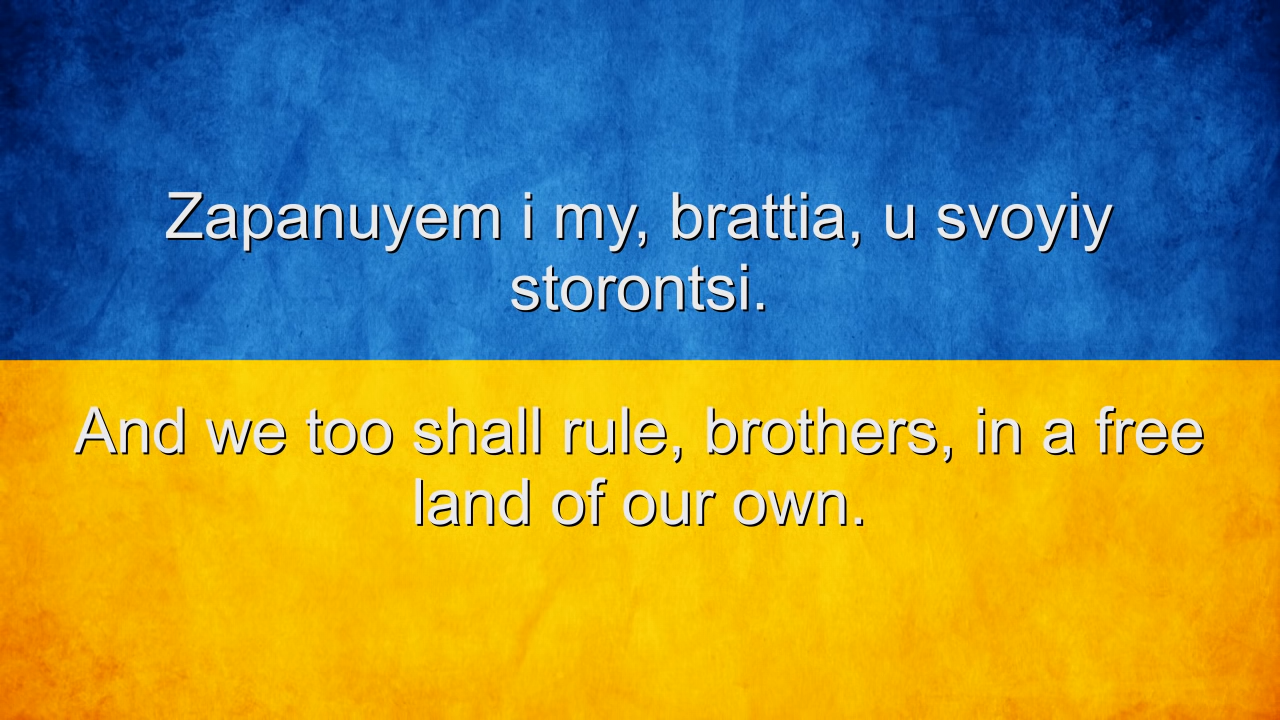 Zapanuyem i my, brattia, u svoyiy
storontsi.
And we too shall rule, brothers, in a free
land of our own.